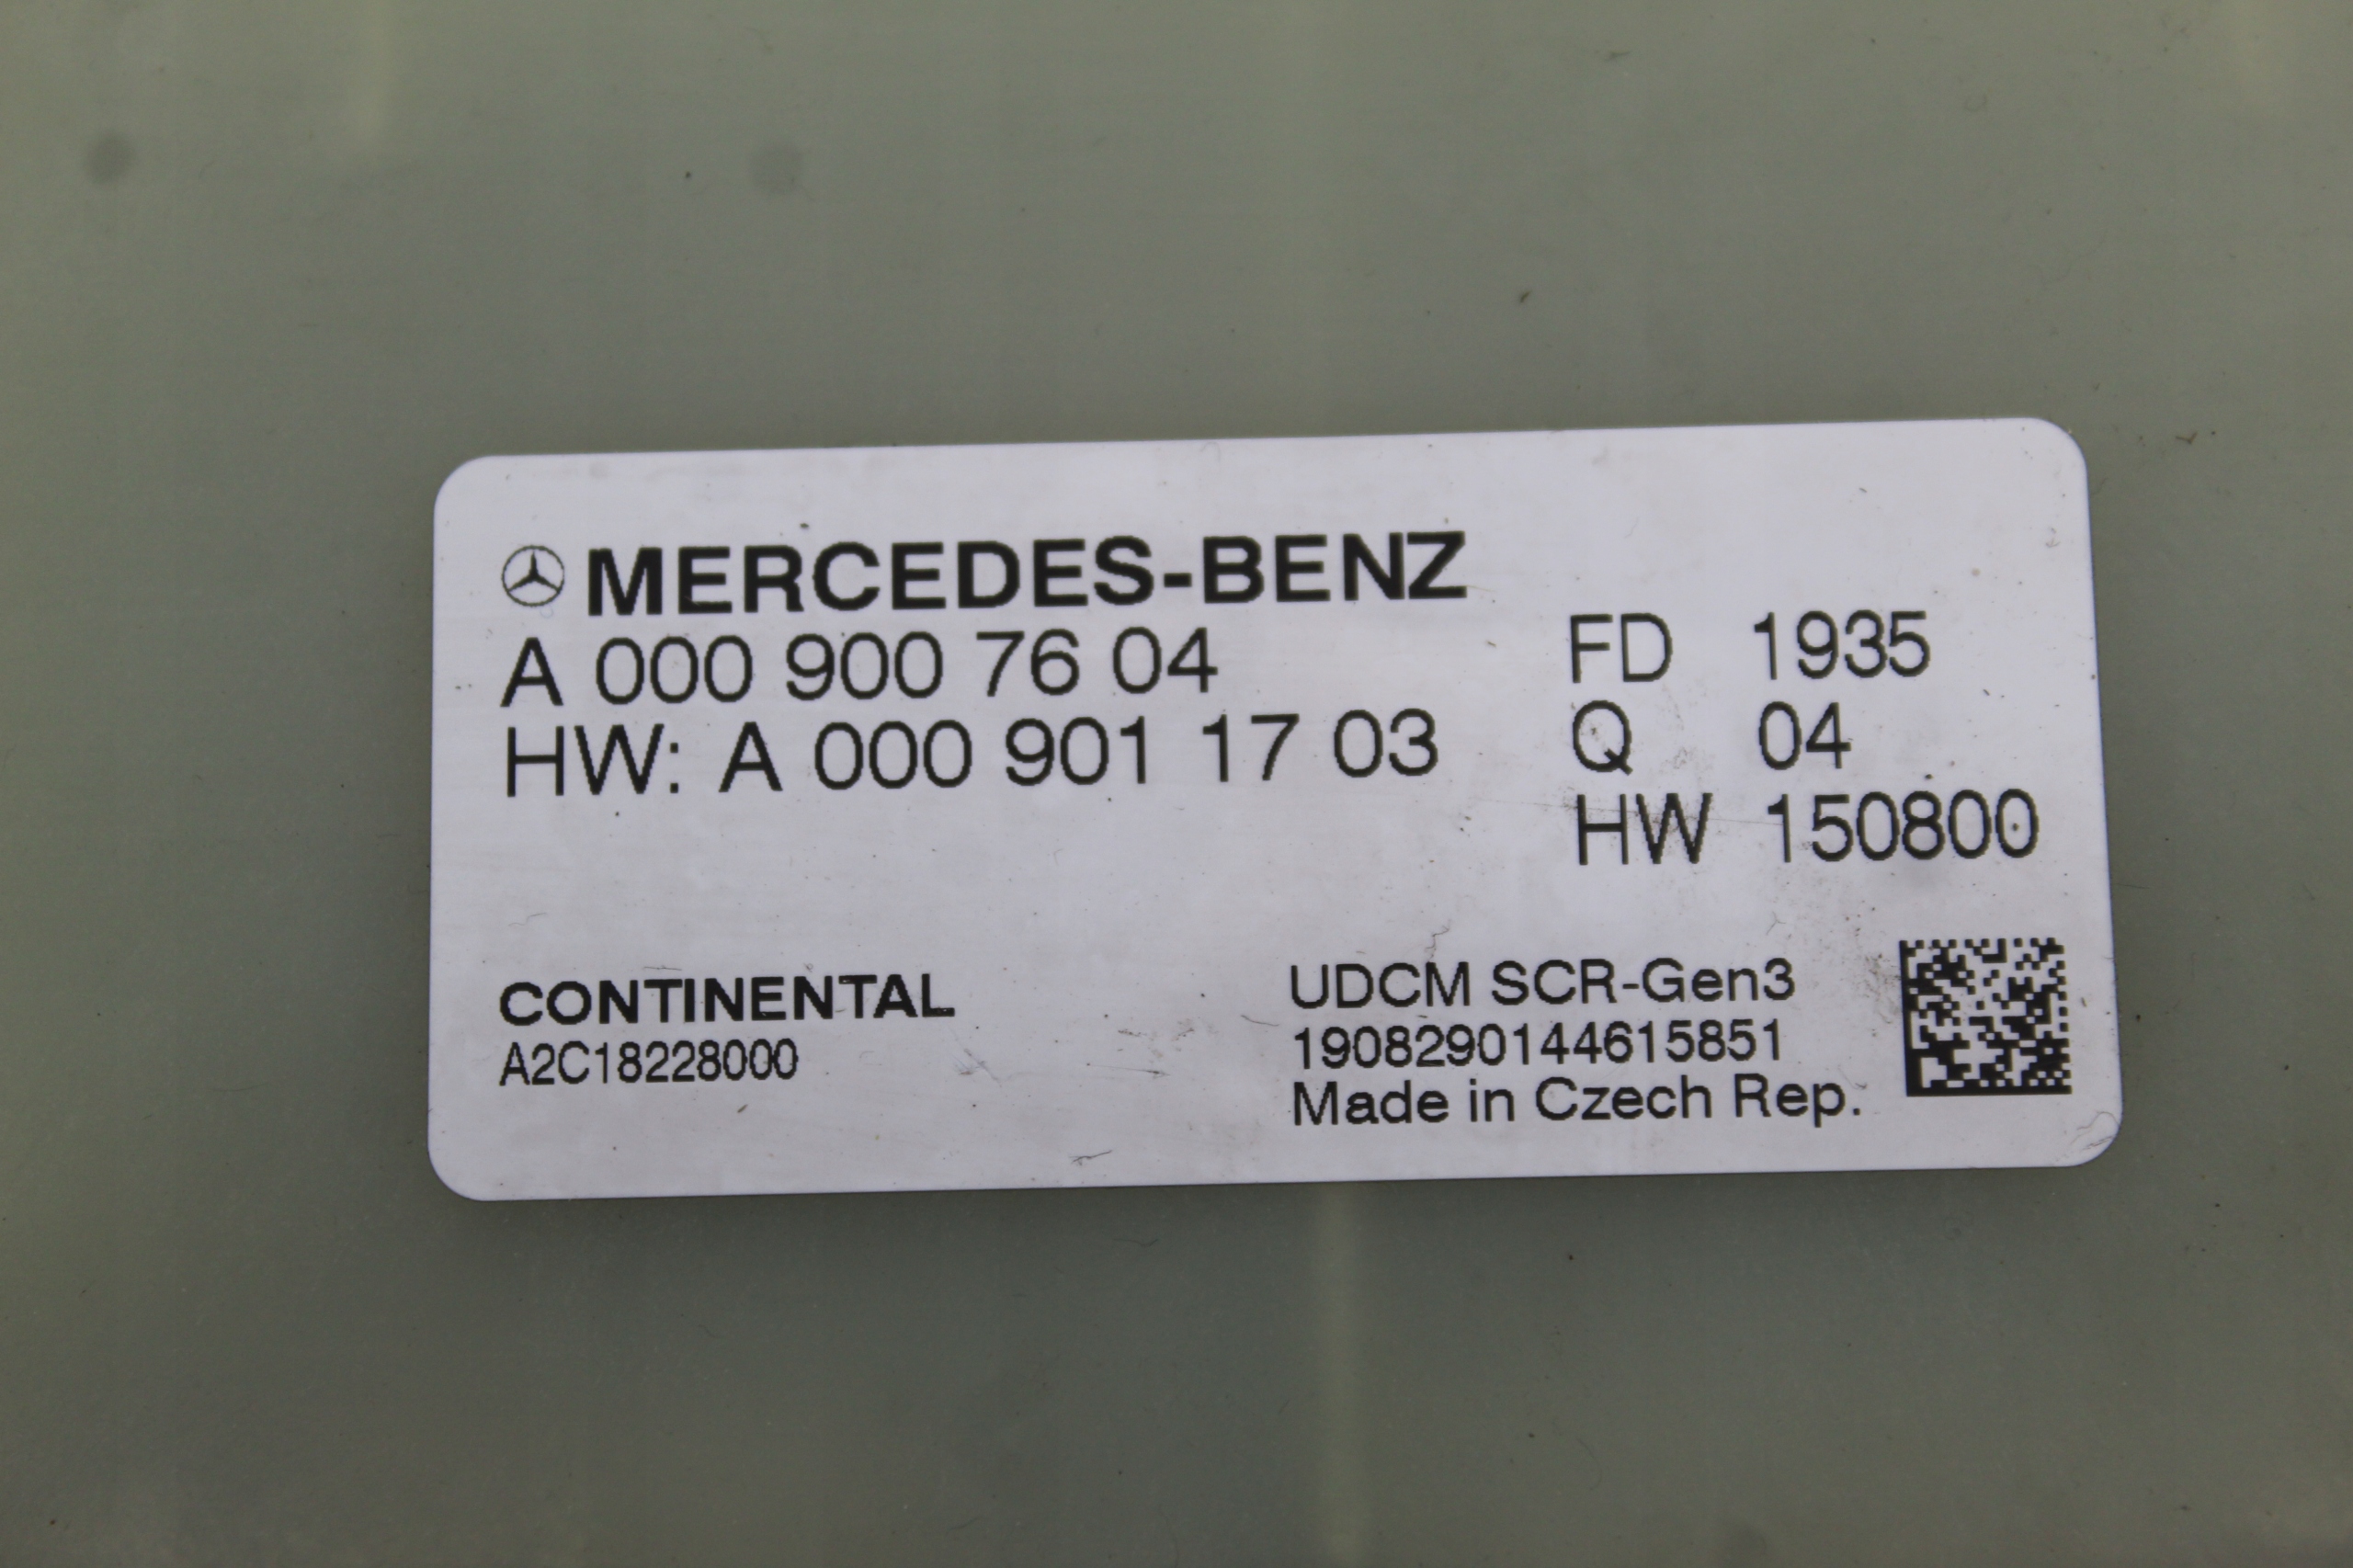 MERCEDES-BENZ
A 000 900 76 04
HW: A 000 901 17 03
FD 1935
Q 04
HW 150800
CONTINENTAL
A2C18228000
UDCM SCR-Gen3
1908290144615851
Made in Czech Rep.